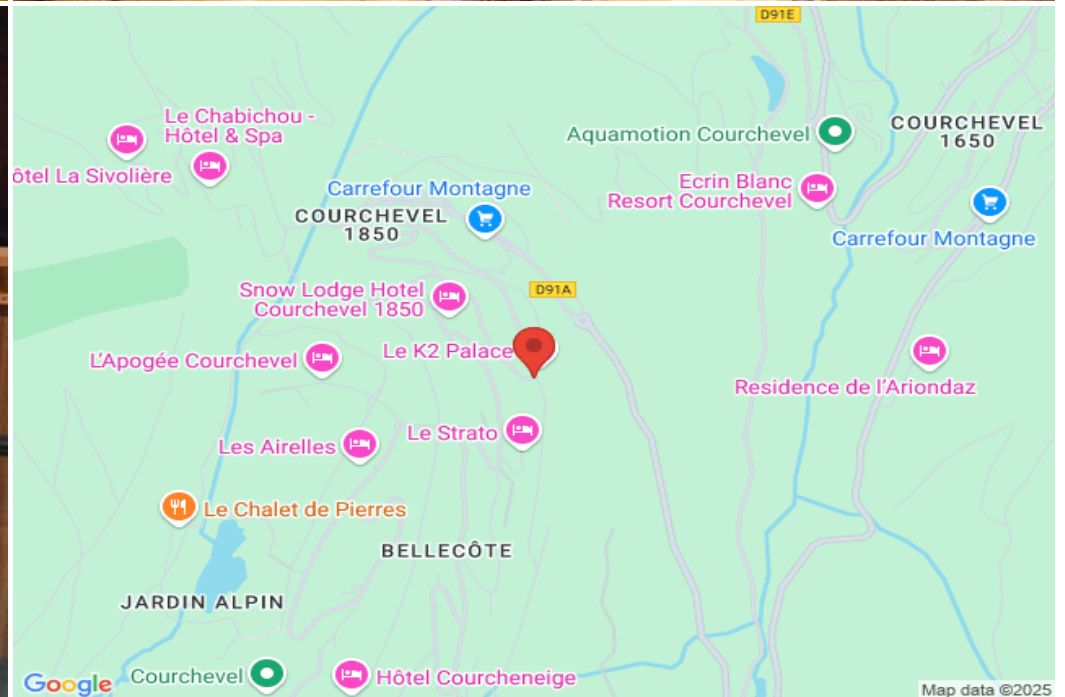 D91E
Le Chabichou -
Hôtel & Spa
ôtel La Sivolière
Aquamotion Courchevel
COURCHEVEL
1650
Carrefour Montagne
COURCHEVEL
1850
Ecrin Blanc
Resort Courchevel
Carrefour Montagne
Snow Lodge Hotel
Courchevel 1850
D91A
L'Apogée Courchevel
Le K2 Palace
Residence de l'Ariondaz
Les Airelles
Le Strato
Le Chalet de Pierres
BELLECÔTE
JARDIN ALPIN
Courchevel
Hôtel Courcheneige
Google
Map data ©2025